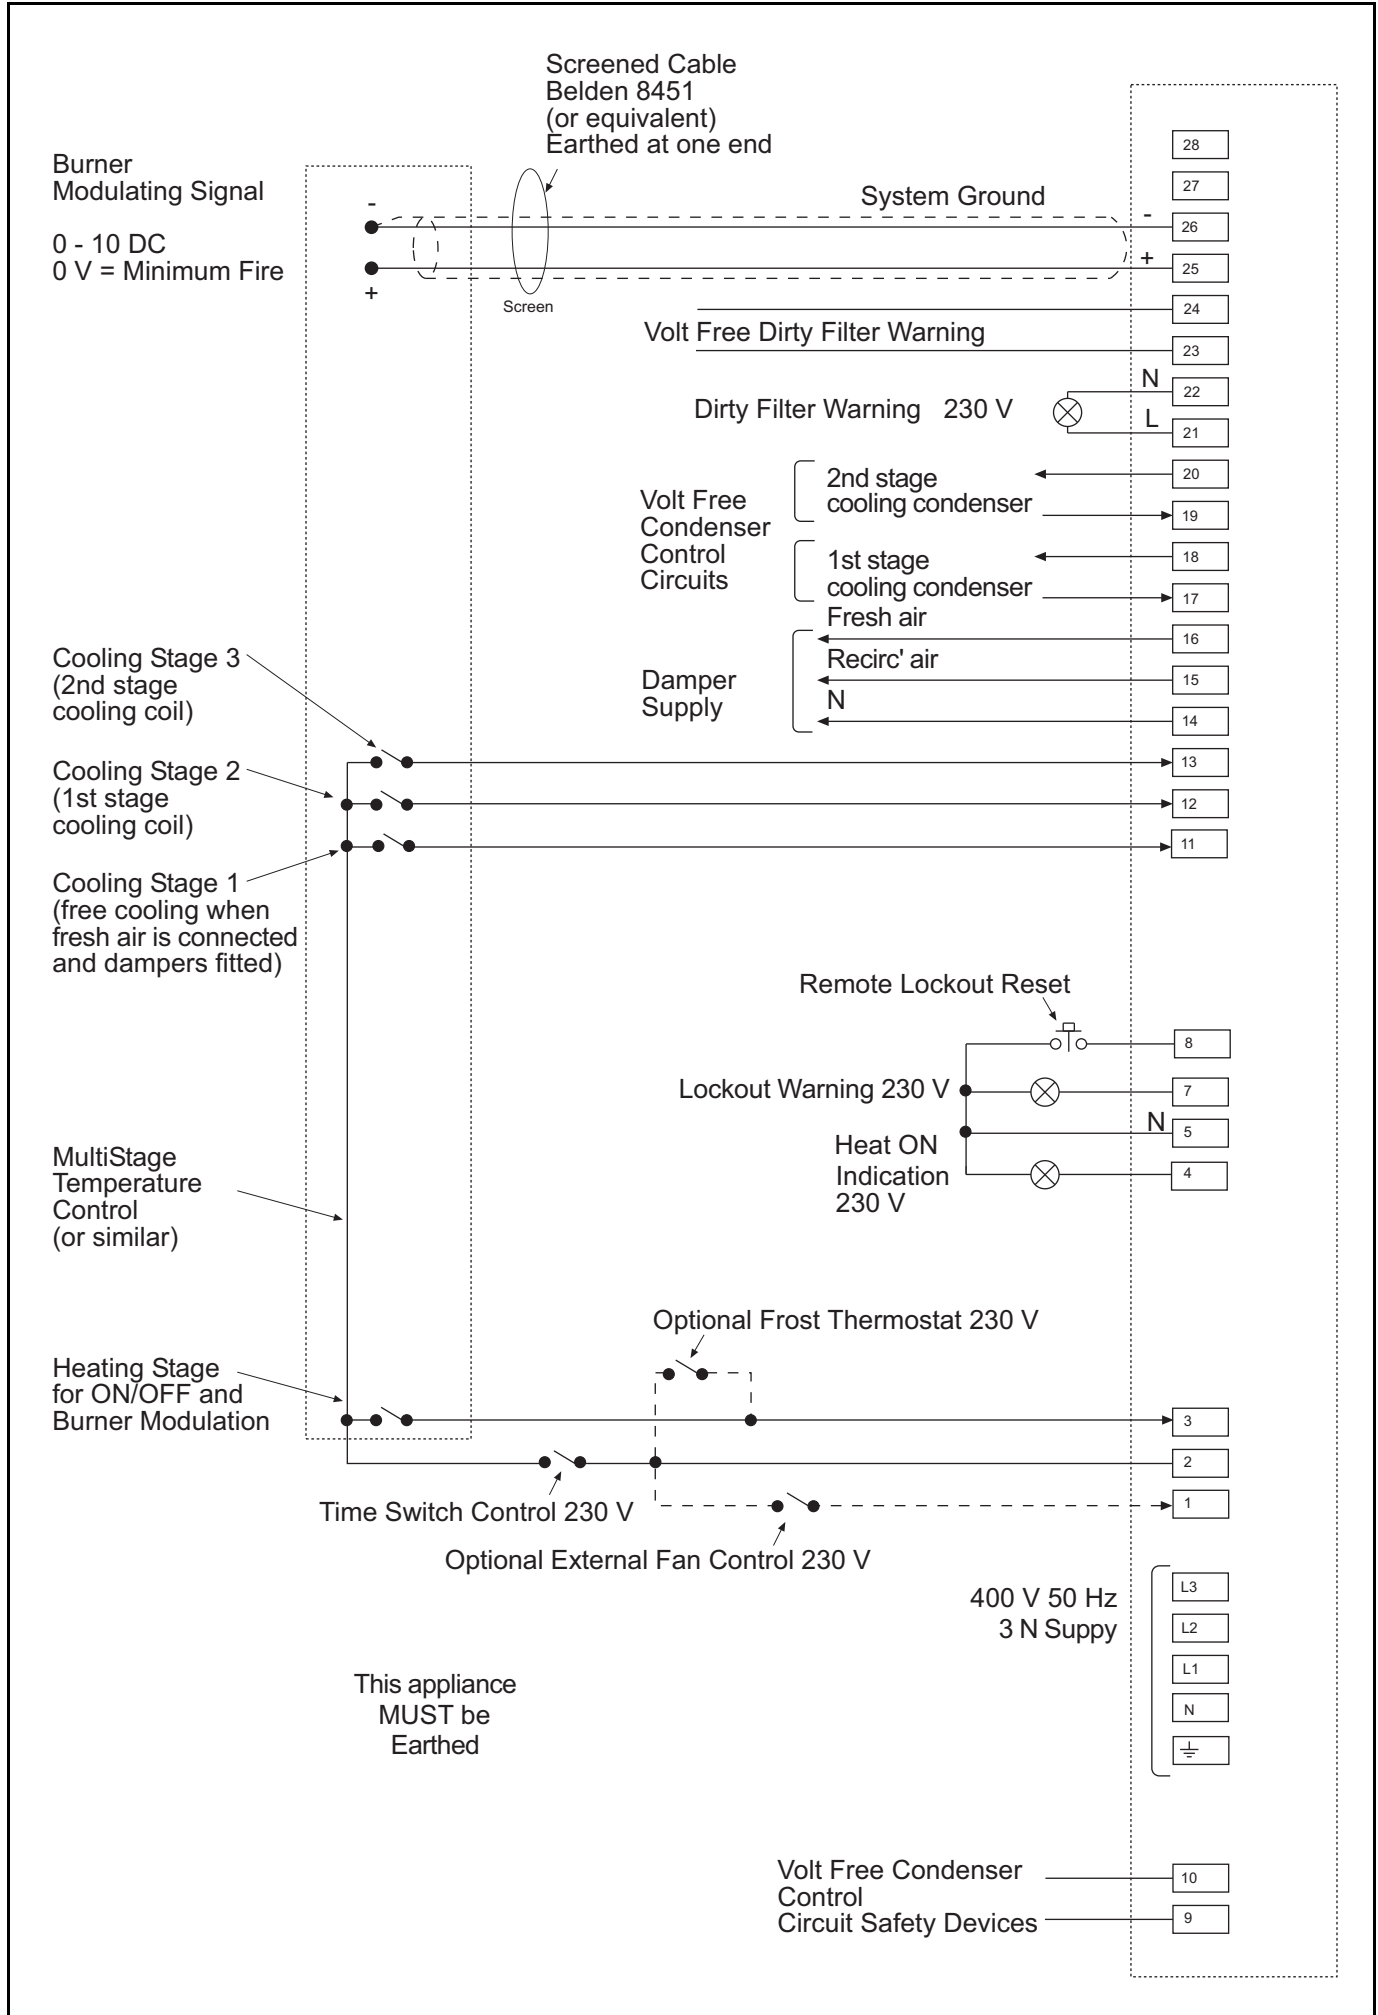 Screened Cable
Belden 8451
(or equivalent)
Earthed at one end
Burner
Modulating Signal
0 - 10 DC
0 V = Minimum Fire
-
+
Screen
System Ground
-
+
28
27
26
25
24
Volt Free Dirty Filter Warning
23
N
22
Dirty Filter Warning 230 V
L
21
Volt Free
Condenser
Control
Circuits
2nd stage
cooling condenser
20
19
1st stage
cooling condenser
18
17
Damper
Supply
Fresh air
16
Recirc' air
15
N
14
Cooling Stage 3
(2nd stage
cooling coil)
13
Cooling Stage 2
(1st stage
cooling coil)
12
11
Cooling Stage 1
(free cooling when
fresh air is connected
and dampers fitted)
Remote Lockout Reset
8
Lockout Warning 230 V
7
N
5
Heat ON
Indication
230 V
4
MultiStage
Temperature
Control
(or similar)
Optional Frost Thermostat 230 V
Heating Stage
for ON/OFF and
Burner Modulation
3
2
Time Switch Control 230 V
1
Optional External Fan Control 230 V
400 V 50 Hz
3 N Suppy
L3
L2
L1
N
This appliance
MUST be
Earthed
Volt Free Condenser
Control
Circuit Safety Devices
10
9